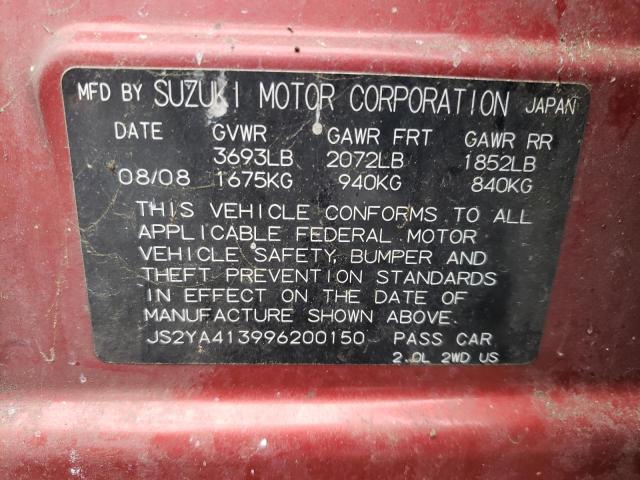 MFD BY SUZUKI MOTOR CORPORATION JAPAN
DATE GVWR GAWR FRT GAWR RR
3693LB 2072LB 1852LB
08/08 1675KG 940KG 840KG
THIS VEHICLE CONFORMS TO ALL
APPLICABLE FEDERAL MOTOR
VEHICLE SAFETY, BUMPER AND
THEFT PREVENTION STANDARDS
IN EFFECT ON THE DATE OF
MANUFACTURE SHOWN ABOVE.
JS2YA413996200150 PASS CAR
2.0L 2WD US